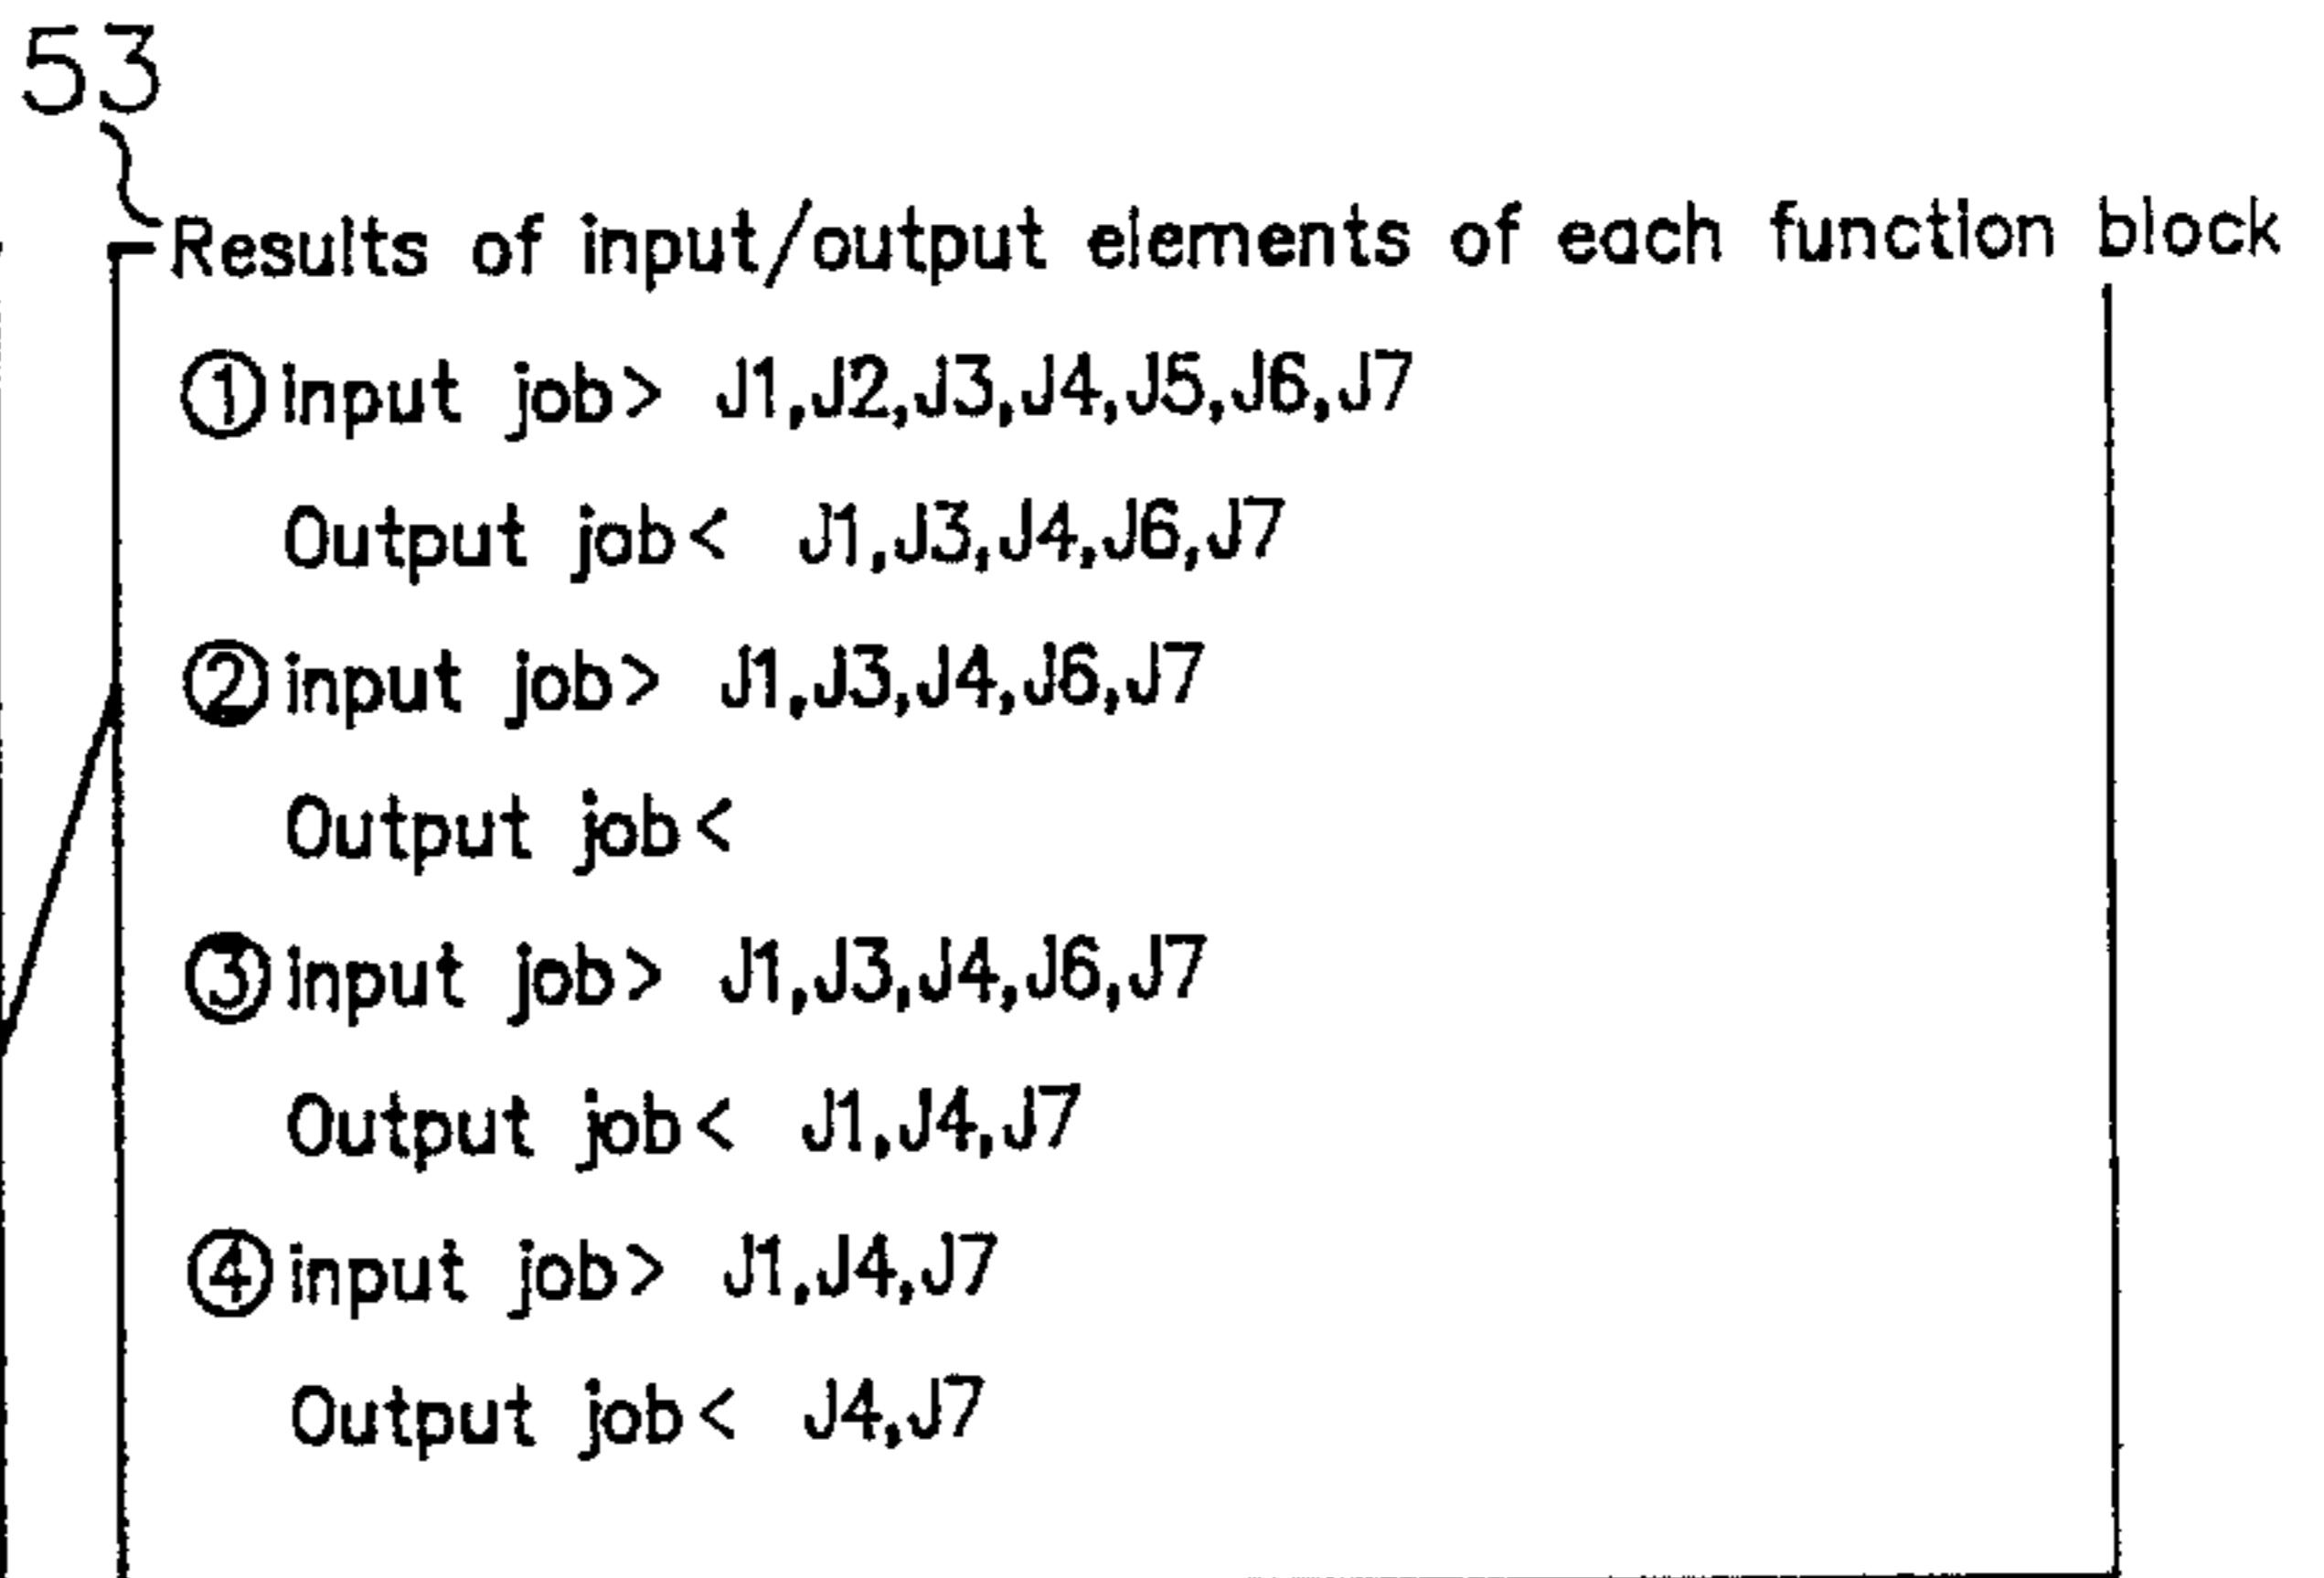 53
Results of input/output elements of each function block
①input job> J1,J2,J3,J4,J5,J6,J7
Output job< J1,J3,J4,J6,J7
②input job> J1,J3,J4,J6,J7
Output job<
③input job> J1,J3,J4,J6,J7
Output job< J1,J4,J7
④input job> J1,J4,J7
Output job< J4,J7